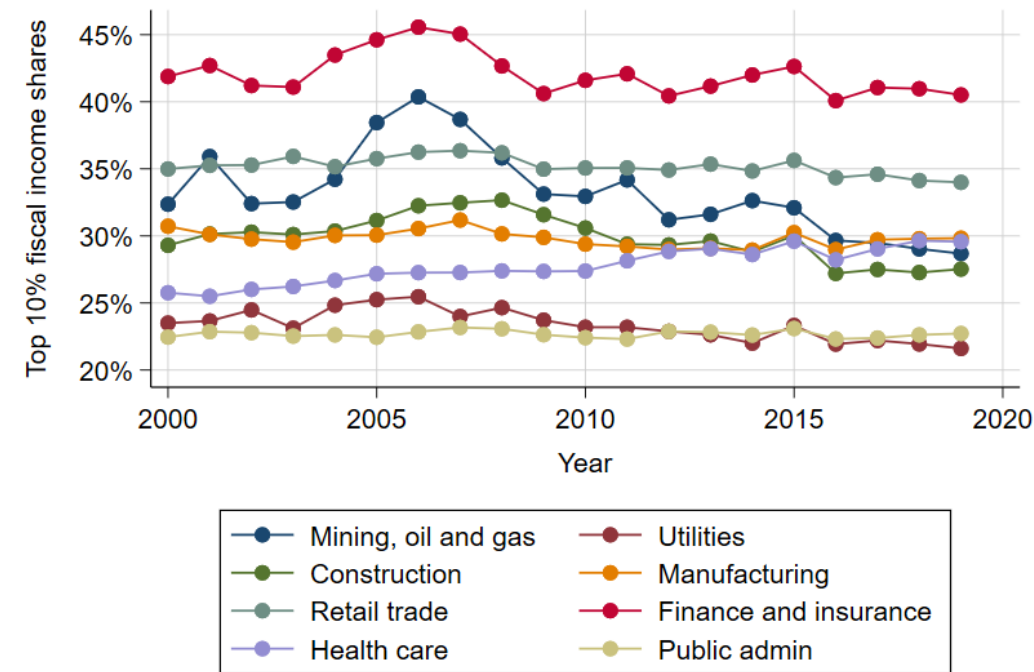 Top 10% fiscal income shares
45%
40%
35%
30%
25%
20%
2000 2005 2010 2015 2020
Year
Mining, oil and gas Utilities
Construction Manufacturing
Retail trade Finance and insurance
Health care Public admin